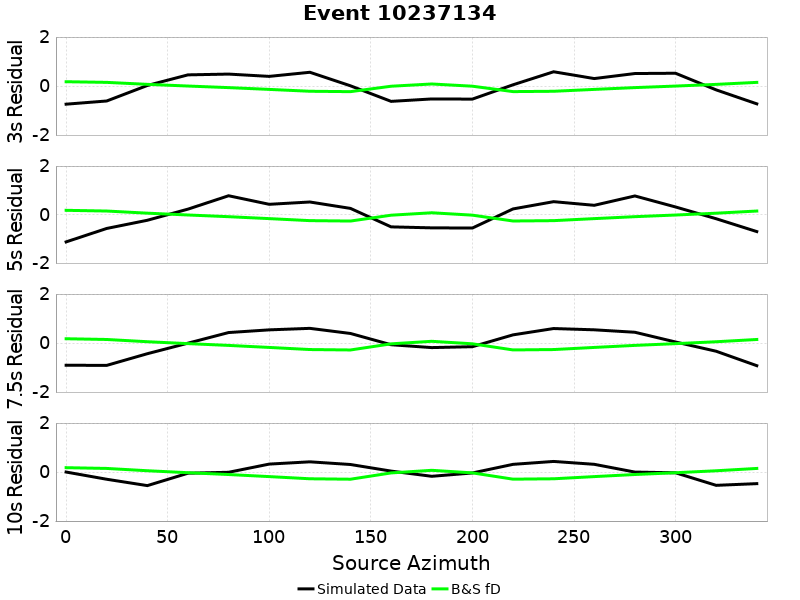 Event 10237134
3s Residual
2
0
-2
5s Residual
2
0
-2
7.5s Residual
2
0
-2
10s Residual
2
0
-2
0 50 100 150 200 250 300
Source Azimuth
Simulated Data B&S fD